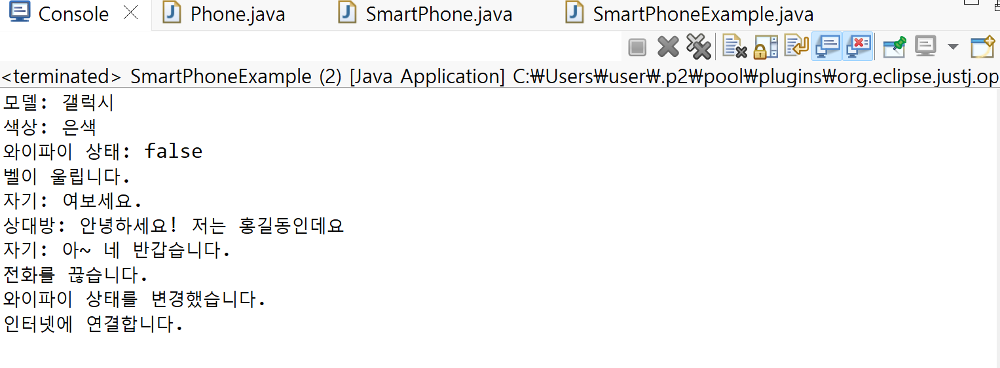 Console Phone.java SmartPhone.java SmartPhoneExample.java
<terminated> SmartPhoneExample (2) [Java Application] C:₩Users₩user₩.p2₩pool₩plugins₩org.eclipse.justj.op
모델: 갤럭시
색상: 은색
와이파이 상태: false
벨이 울립니다.
자기: 여보세요.
상대방: 안녕하세요! 저는 홍길동인데요
자기: 아~ 네 반갑습니다.
전화를 끊습니다.
와이파이 상태를 변경했습니다.
인터넷에 연결합니다.